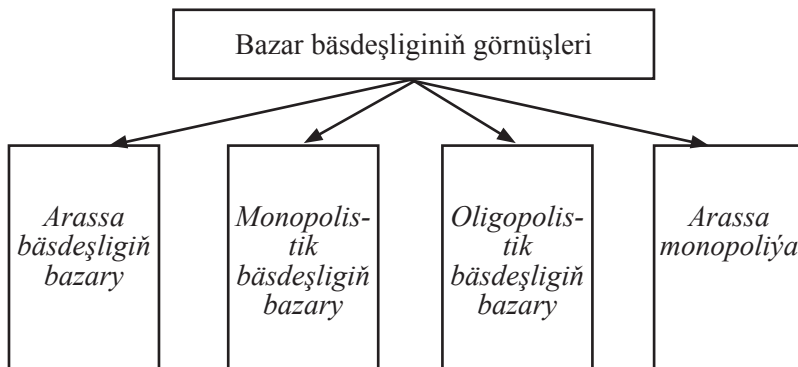 Bazar bäsdeşliginiň görnüşleri
Arassa
bäsdeşligiň
bazary
Monopolis-
tik
bäsdeşligiň
bazary
Oligopolis-
tik
bäsdeşligiň
bazary
Arassa
monopoliýa